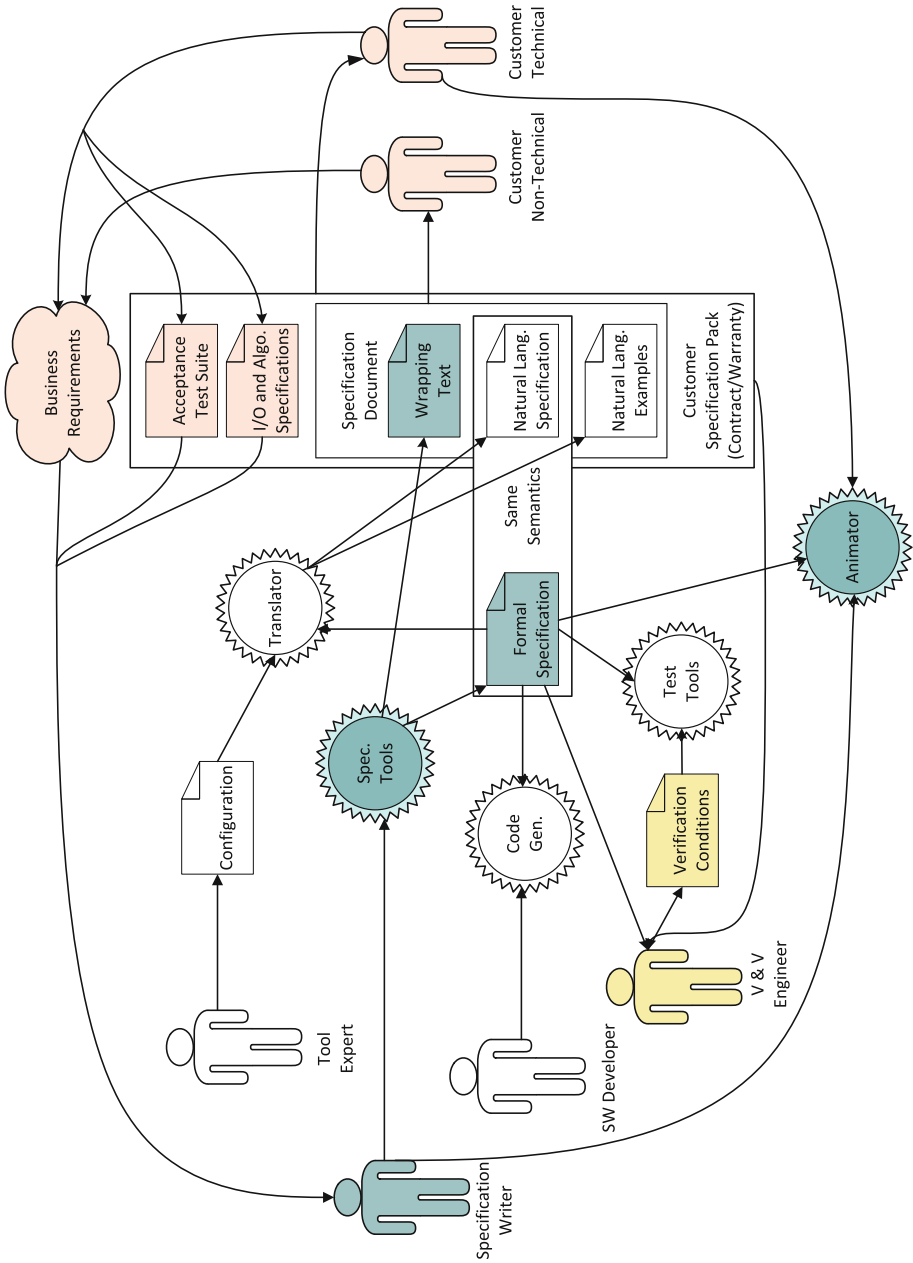 Business
Requirements
Customer
Technical
Customer
Non-Technical
Acceptance
Test Suite
I/O and Algo.
Specifications
Specification
Document
Wrapping
Text
Natural Lang.
Specification
Natural Lang.
Examples
Customer
Specification Pack
(Contract/Warranty)
Same
Semantics
Translator
Formal
Specification
Animator
Configuration
Spec.
Tools
Code
Gen.
Test
Tools
Verification
Conditions
Tool
Expert
SW Developer
V & V
Engineer
Specification
Writer